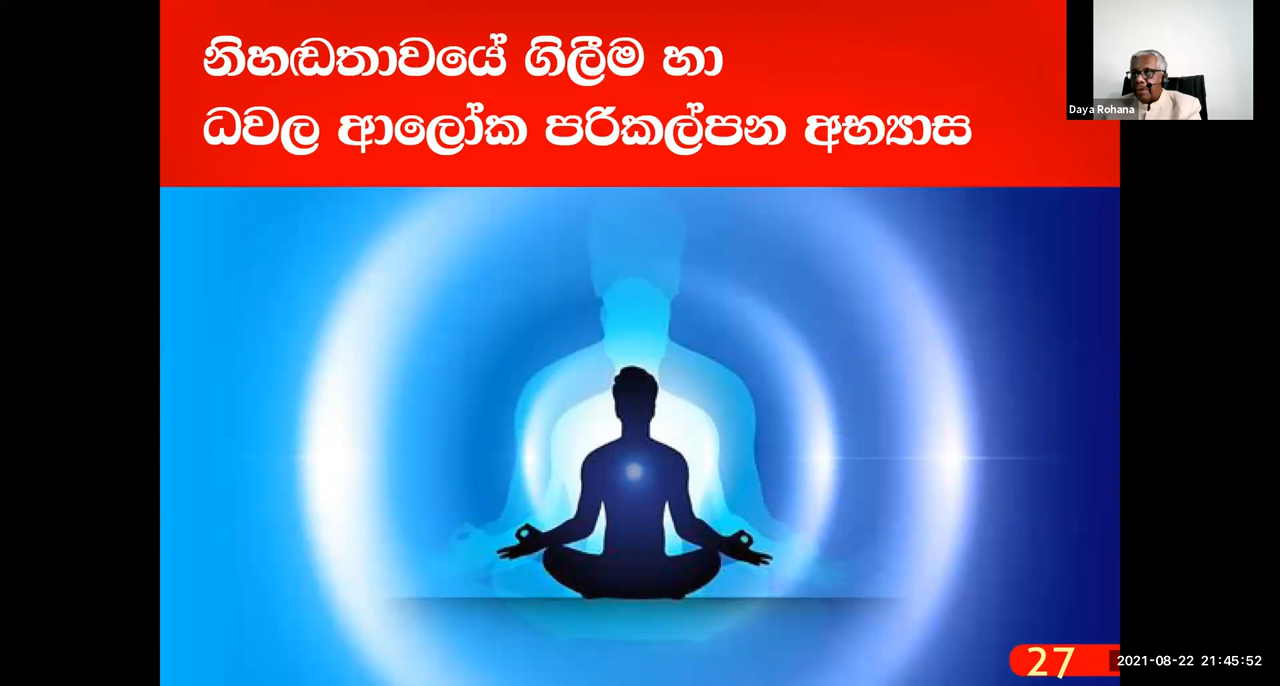 නිහඬතාවයේ ගිලීම හා
ධවල ආලෝක පරිකල්පන අභ්‍යාස
Daya Rohana
27
2021-08-22 21:45:52